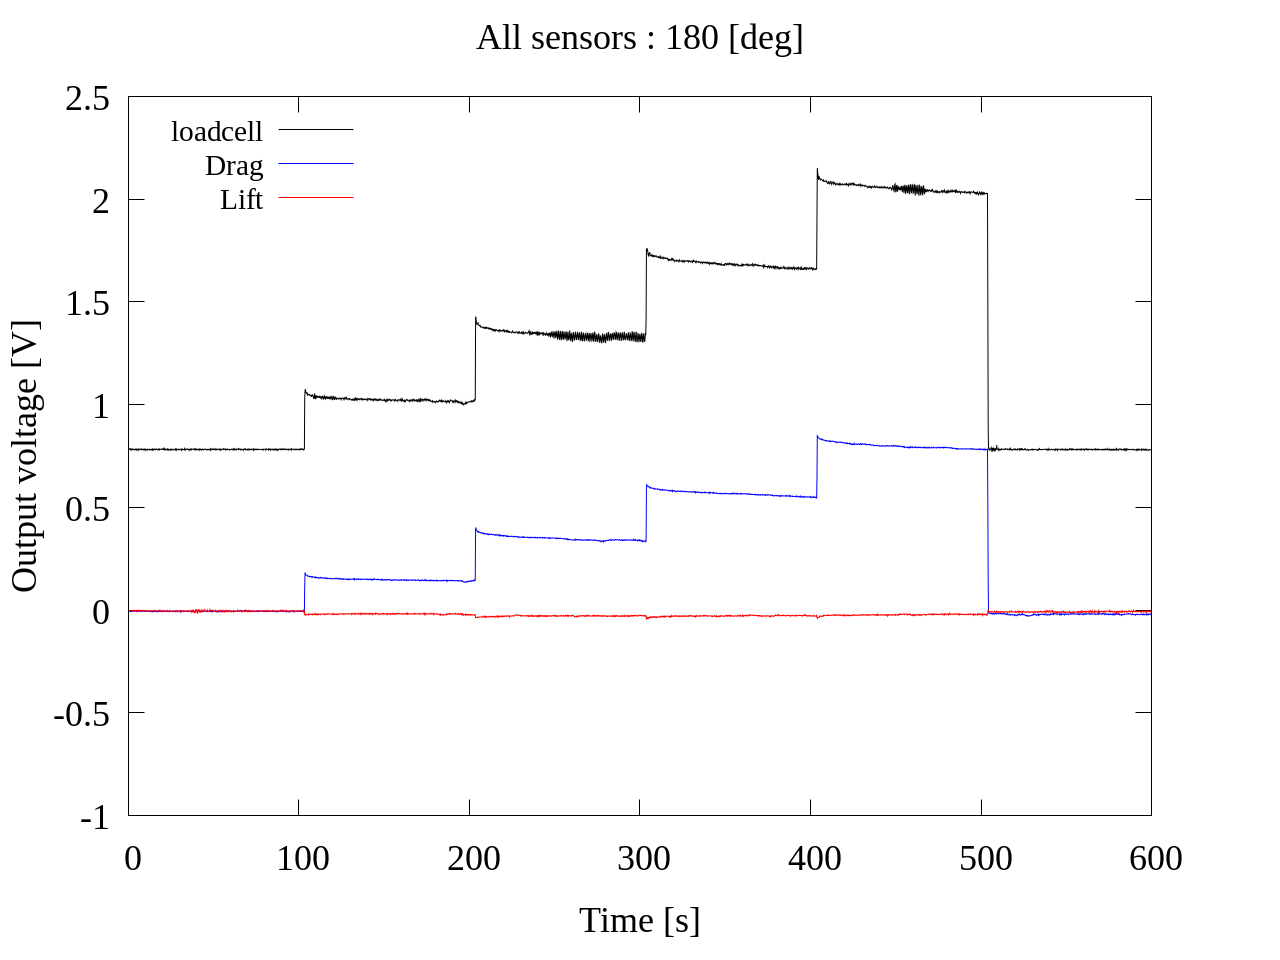 All sensors : 180 [deg]
2.5
2
1.5
1
0.5
0
-0.5
-1
loadcell
Drag
Lift
Output voltage [V]
0 100 200 300 400 500 600
Time [s]